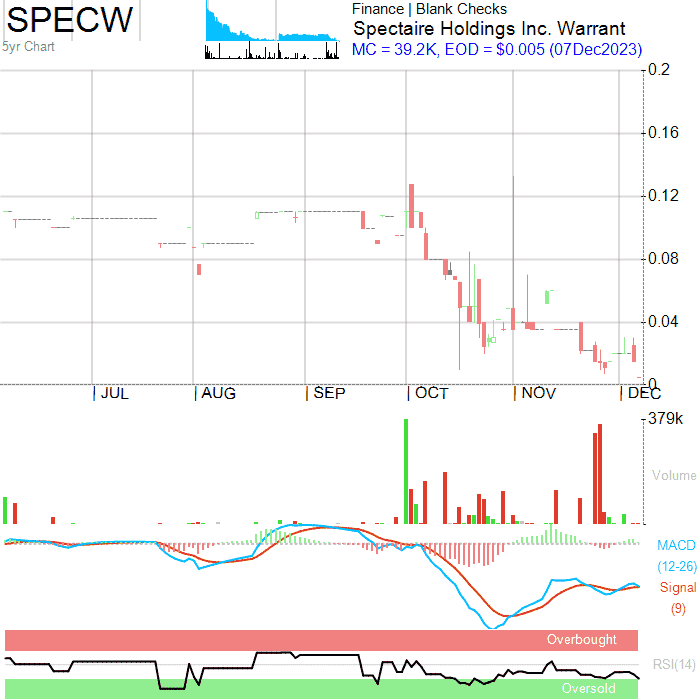 SPECW
5yr Chart
Finance | Blank Checks
Spectaire Holdings Inc. Warrant
MC = 39.2K, EOD = $0.005 (07Dec2023)
0.2
0.16
0.12
0.08
0.04
0
JUL AUG SEP OCT NOV DEC
379k
Volume
MACD
(12-26)
Signal
(9)
Overbought
RSI(14)
Oversold